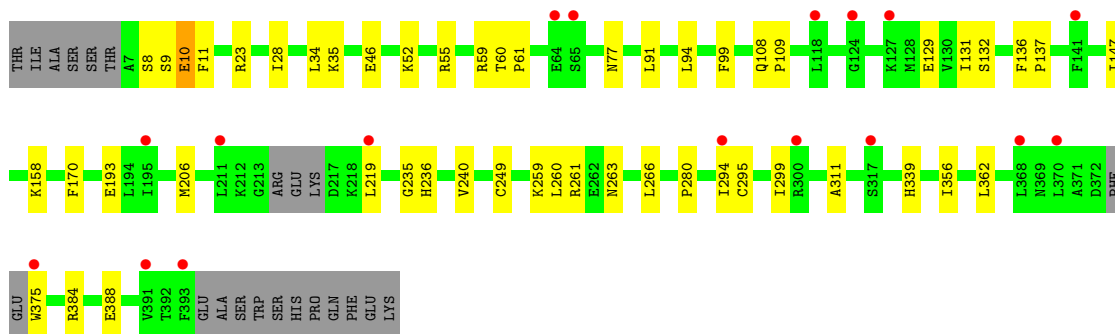 THR ILE ALA SER SER THR A7 S8 S9 E10 F11 R23 I28 L34 K35 E46 K52 R55 R59 T60 P61 E64 S65 N77 L91 L94 F99 Q108 P109 L118 G124 K127 M128 E129 V130 I131 S132 F136 P137 F141
K158 F170 E193 L194 I195 M206 L211 K212 G213 ARG GLU LYS D217 K218 L219 G235 H236 V240 C249 K259 L260 R261 E262 N263 L266 P280 I294 C295 I299 R300 A311 S317 H339 I356 L362 L368 N369 L370 A371 D372
GLU W375 R384 E388 V391 T392 F393 GLU ALA SER TRP SER HIS PRO GLN PHE GLU LYS